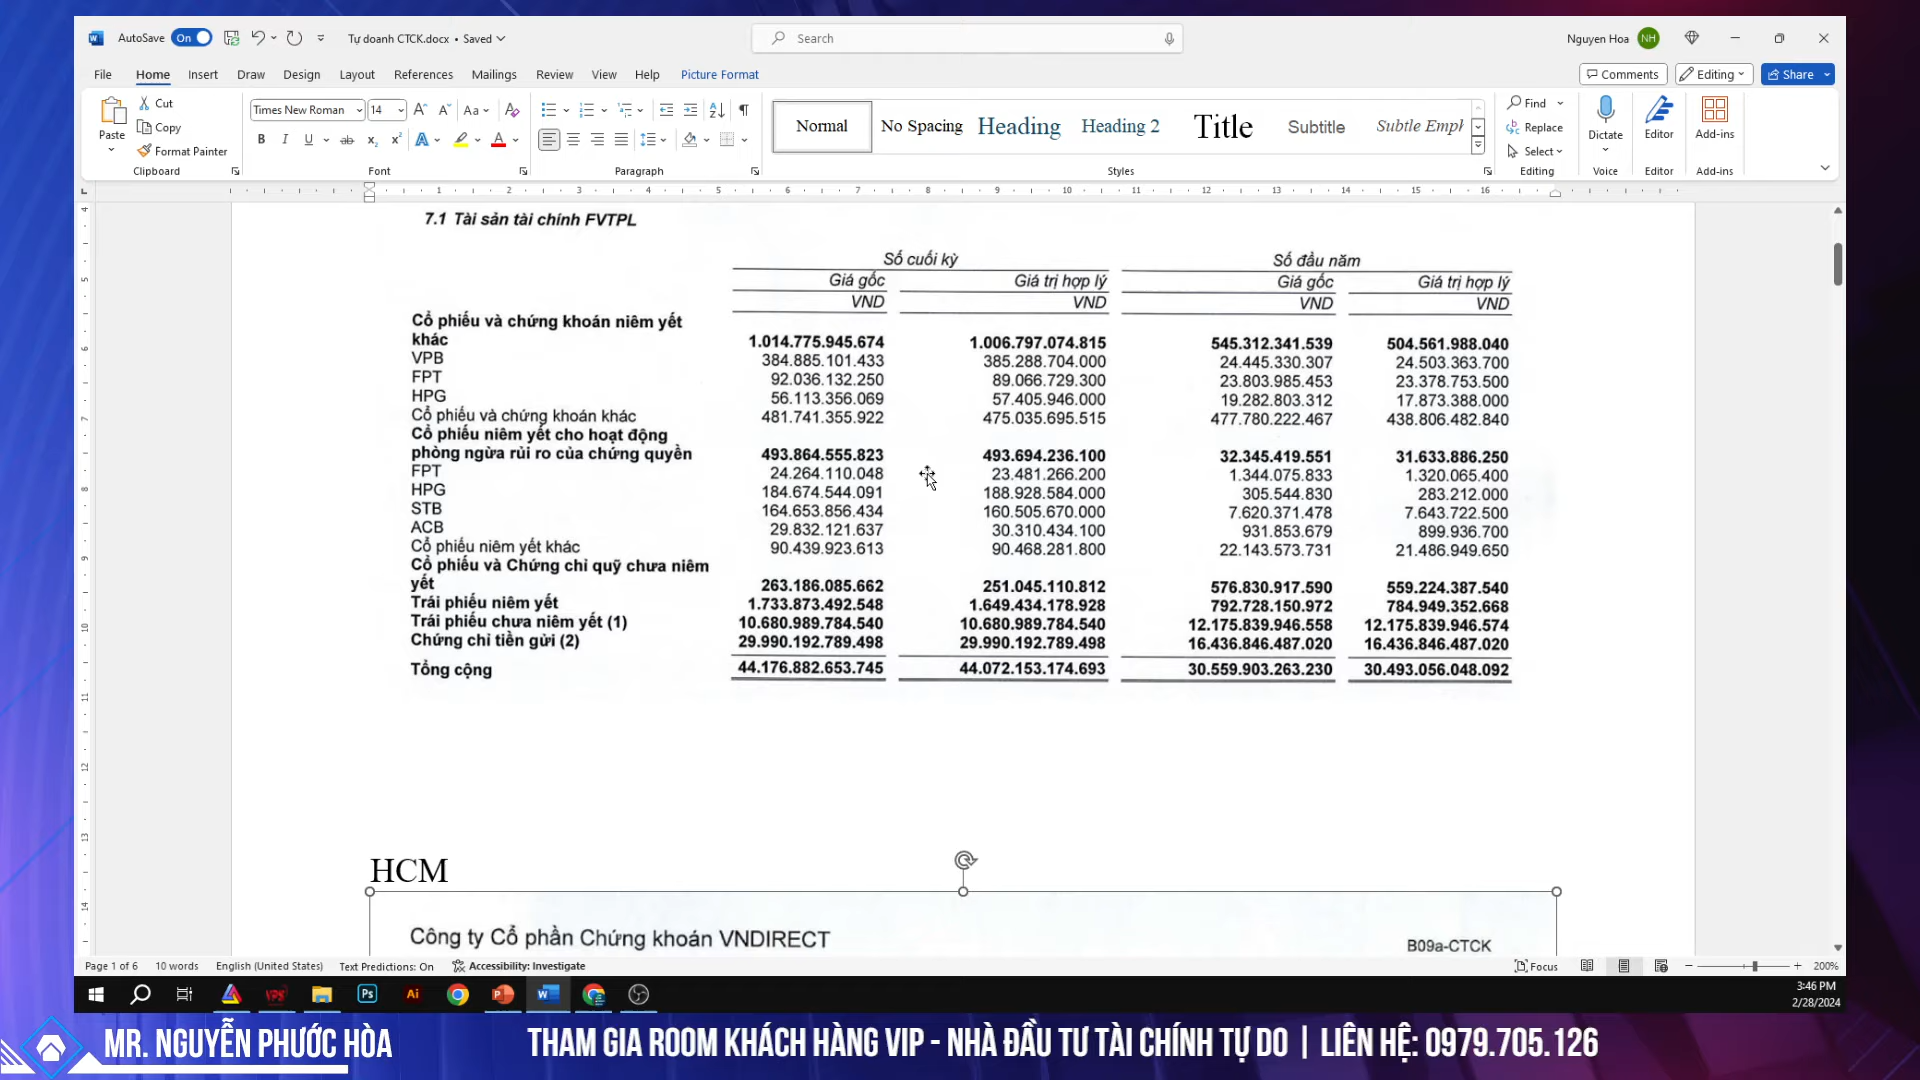 AutoSave On Tự doanh CTCK.docx • Saved Search Nguyen Hoa NH
File Home Insert Draw Design Layout References Mailings Review View Help Picture Format Comments Editing Share
Paste Cut Copy Format Painter Clipboard
Times New Roman 14 Font
Paragraph
Normal No Spacing Heading Heading 2 Title Subtitle Subtle Emph Styles
Find Replace Select Editing
Dictate Voice Editor Editor Add-ins Add-ins
1 2 3 4 5 6 7 8 9 10 11 12 13 14 15 16
7.1 Tài sản tài chính FVTPL
Số cuối kỳ Số đầu năm
Giá gốc Giá trị hợp lý Giá gốc Giá trị hợp lý
VND VND VND VND
Cổ phiếu và chứng khoán niêm yết
khác 1.014.775.945.674 1.006.797.074.815 545.312.341.539 504.561.988.040
VPB 384.885.101.433 385.288.704.000 24.445.330.307 24.503.363.700
FPT 92.036.132.250 89.066.729.300 23.803.985.453 23.378.753.500
HPG 56.113.356.069 57.405.946.000 19.282.803.312 17.873.388.000
Cổ phiếu và chứng khoán khác 481.741.355.922 475.035.695.515 477.780.222.467 438.806.482.840
Cổ phiếu niêm yết cho hoạt động
phòng ngừa rủi ro của chứng quyền 493.864.555.823 493.694.236.100 32.345.419.551 31.633.886.250
FPT 24.264.110.048 23.481.266.200 1.344.075.833 1.320.065.400
HPG 184.674.544.091 188.928.584.000 305.544.830 283.212.000
STB 164.653.856.434 160.505.670.000 7.620.371.478 7.643.722.500
ACB 29.832.121.637 30.310.434.100 931.853.679 899.936.700
Cổ phiếu niêm yết khác 90.439.923.613 90.468.281.800 22.143.573.731 21.486.949.650
Cổ phiếu và Chứng chỉ quỹ chưa niêm
yết 263.186.085.662 251.045.110.812 576.830.917.590 559.224.387.540
Trái phiếu niêm yết 1.733.873.492.548 1.649.434.178.928 792.728.150.972 784.949.352.668
Trái phiếu chưa niêm yết (1) 10.680.989.784.540 10.680.989.784.540 12.175.839.946.558 12.175.839.946.574
Chứng chỉ tiền gửi (2) 29.990.192.789.498 29.990.192.789.498 16.436.846.487.020 16.436.846.487.020
Tổng cộng 44.176.882.653.745 44.072.153.174.693 30.559.903.263.230 30.493.056.048.092
HCM
Công ty Cổ phần Chứng khoán VNDIRECT B09a-CTCK
Page 1 of 6 10 words English (United States) Text Predictions: On Accessibility: Investigate Focus 200%
3:46 PM
2/28/2024
MR. NGUYỄN PHƯỚC HÒA THAM GIA ROOM KHÁCH HÀNG VIP - NHÀ ĐẦU TƯ TÀI CHÍNH TỰ DO | LIÊN HỆ: 0979.705.126